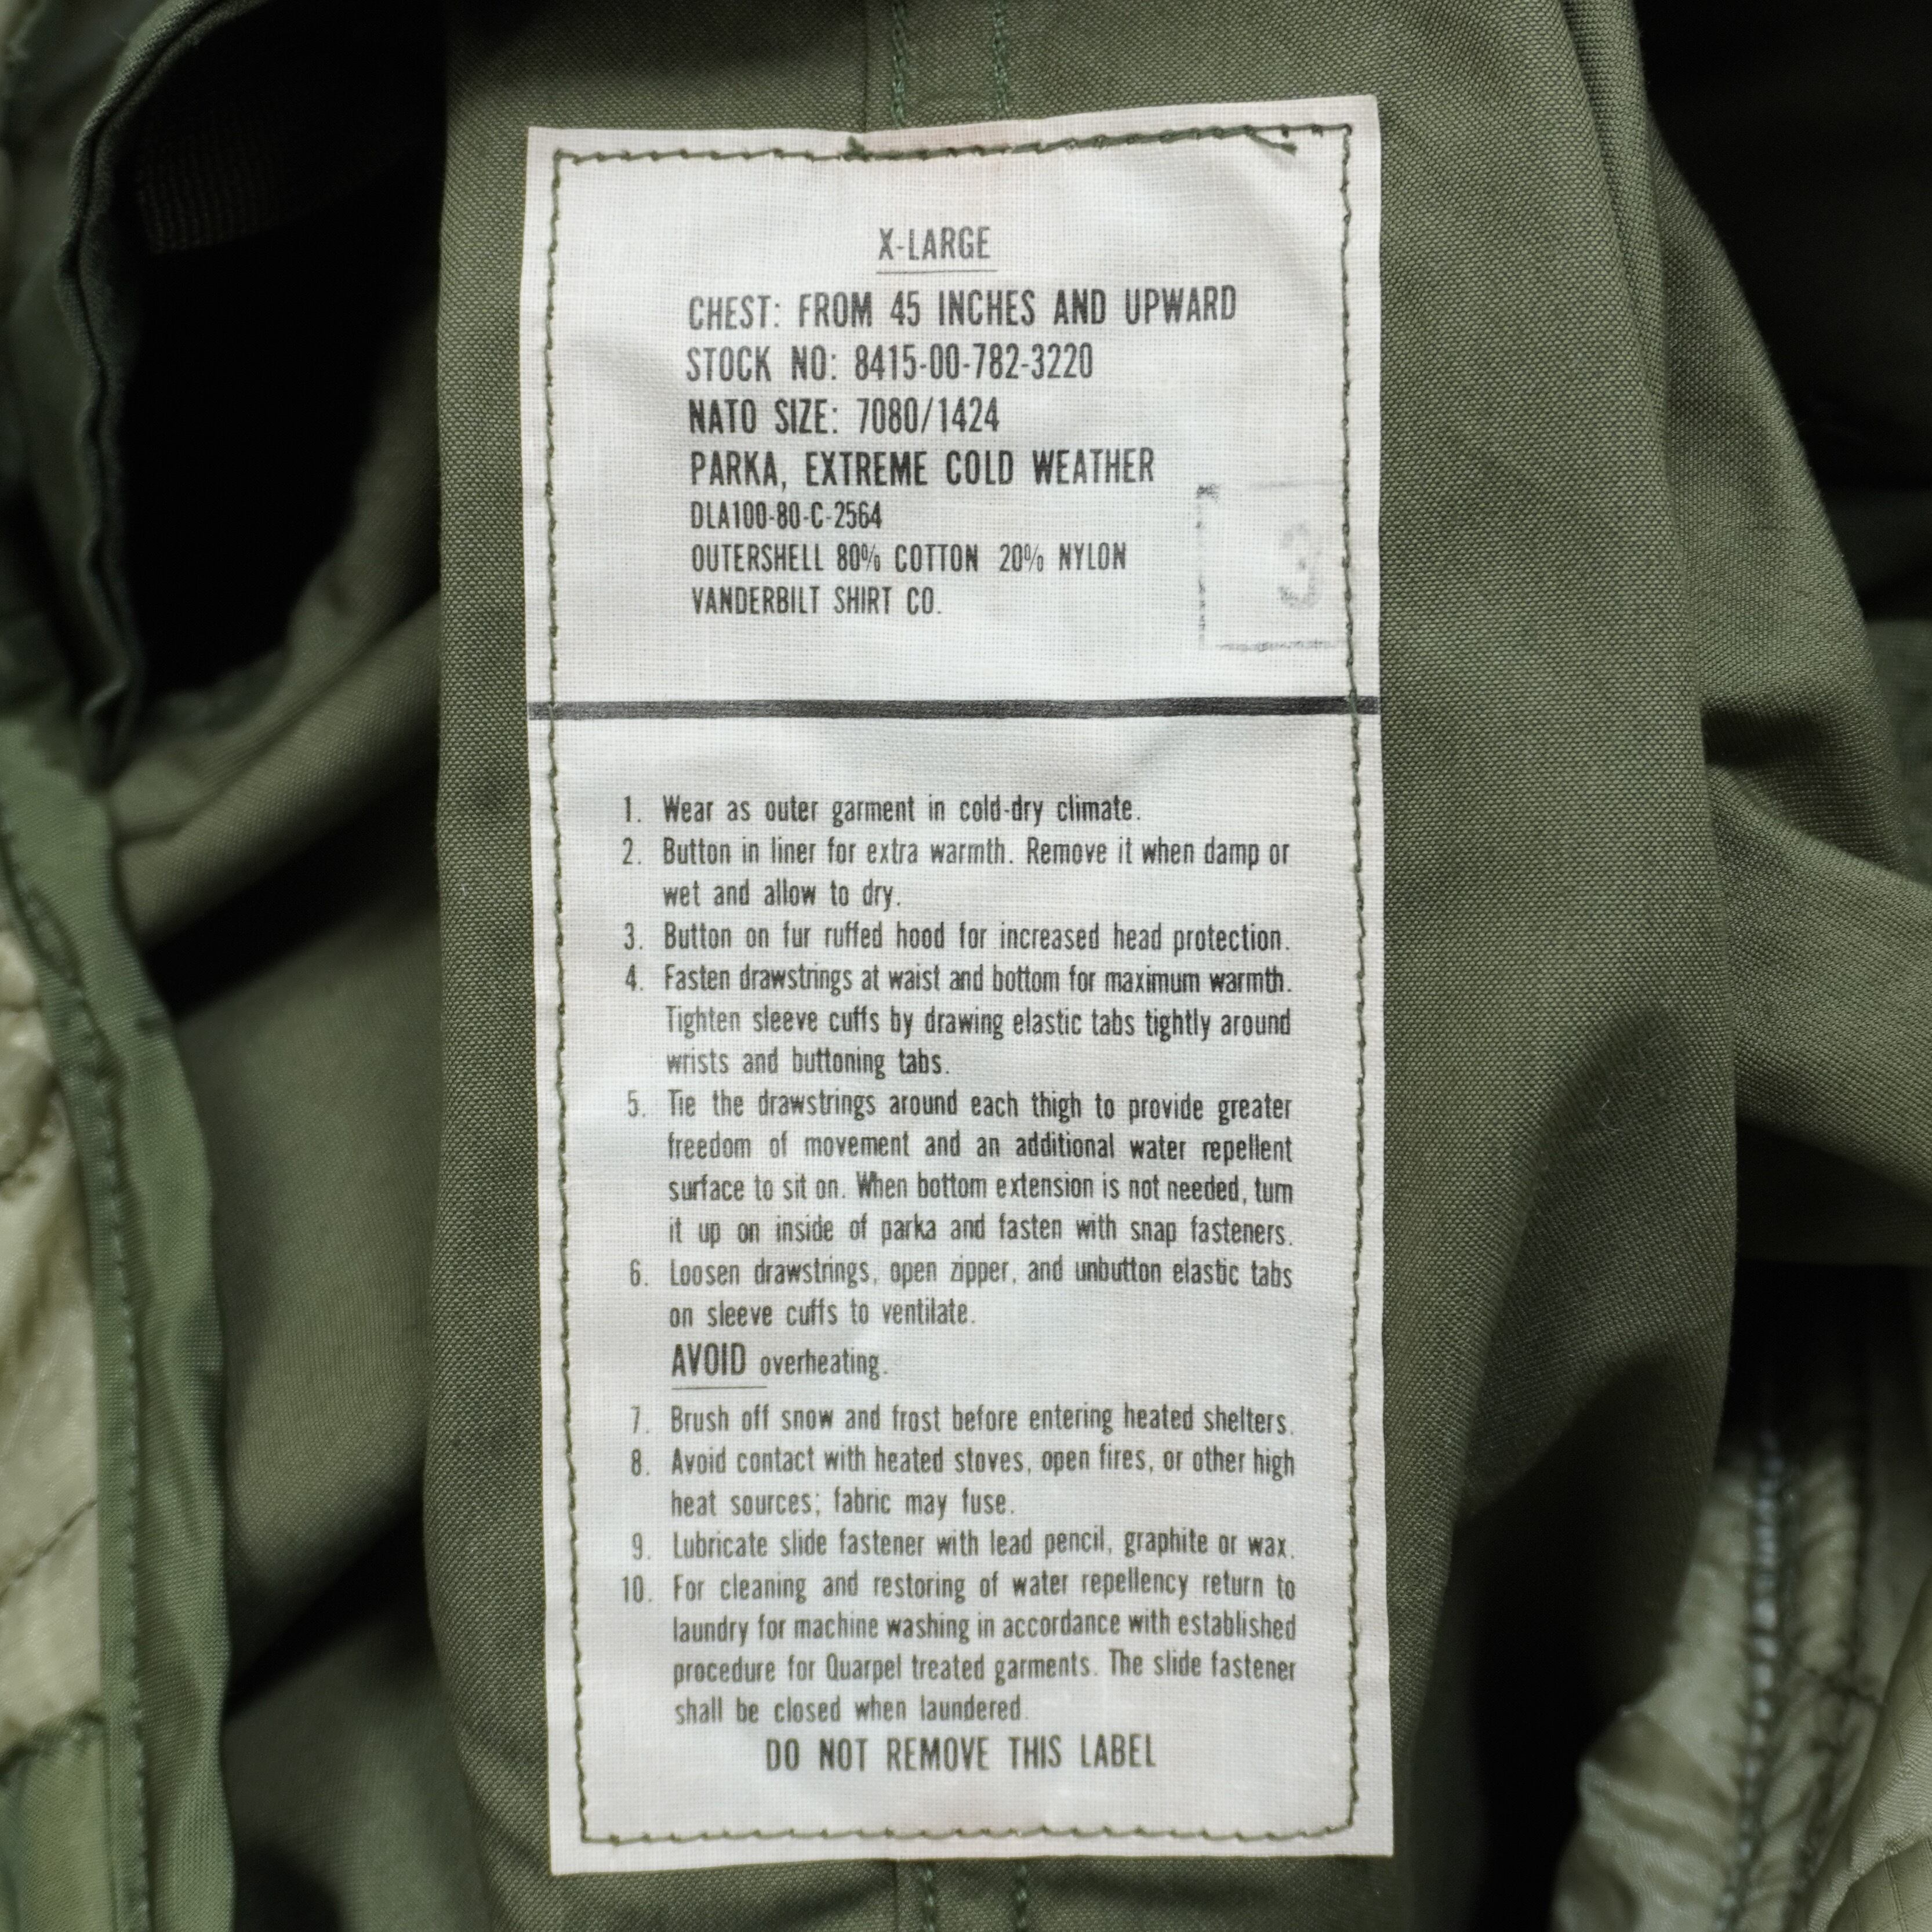 X-LARGE
CHEST: FROM 45 INCHES AND UPWARD
STOCK NO: 8415-00-782-3220
NATO SIZE: 7080/1424
PARKA, EXTREME COLD WEATHER
DLA100-80-C-2564
OUTERSHELL 80% COTTON 20% NYLON
VANDERBILT SHIRT CO.
3
1. Wear as outer garment in cold-dry climate.
2. Button in liner for extra warmth. Remove it when damp or
wet and allow to dry.
3. Button on fur ruffed hood for increased head protection.
4. Fasten drawstrings at waist and bottom for maximum warmth.
Tighten sleeve cuffs by drawing elastic tabs tightly around
wrists and buttoning tabs.
5. Tie the drawstrings around each thigh to provide greater
freedom of movement and an additional water repellent
surface to sit on. When bottom extension is not needed, turn
it up on inside of parka and fasten with snap fasteners.
6. Loosen drawstrings, open zipper, and unbutton elastic tabs
on sleeve cuffs to ventilate.
AVOID overheating.
7. Brush off snow and frost before entering heated shelters.
8. Avoid contact with heated stoves, open fires, or other high
heat sources; fabric may fuse.
9. Lubricate slide fastener with lead pencil, graphite or wax.
10. For cleaning and restoring of water repellency return to
laundry for machine washing in accordance with established
procedure for Quarpel treated garments. The slide fastener
shall be closed when laundered.
DO NOT REMOVE THIS LABEL